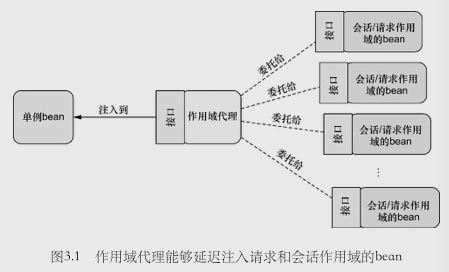 接口
会话/请求作用
域的bean
委托给
接口
会话/请求作用
域的bean
委托给
单例bean
注入到
接口
作用域代理
委托给
接口
会话/请求作用
域的bean
⋮
委托给
接口
会话/请求作用
域的bean
图3.1 作用域代理能够延迟注入请求和会话作用域的bean